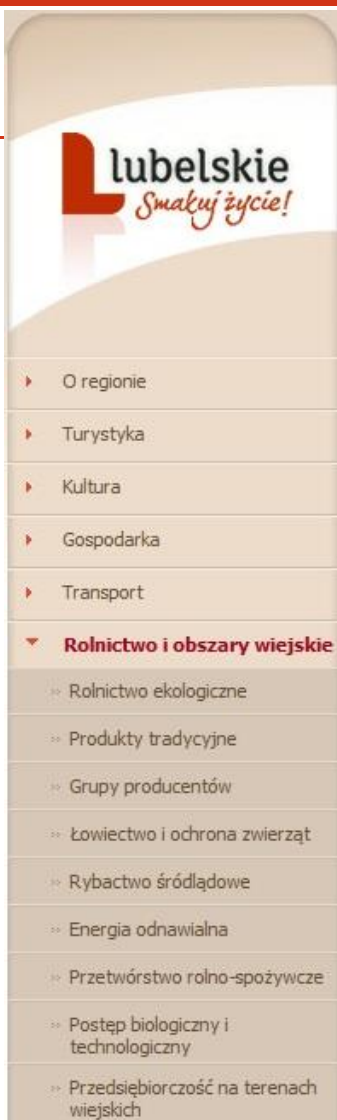 lubelskie
Smakuj życie!
O regionie
Turystyka
Kultura
Gospodarka
Transport
Rolnictwo i obszary wiejskie
Rolnictwo ekologiczne
Produkty tradycyjne
Grupy producentów
Łowiectwo i ochrona zwierząt
Rybactwo śródlądowe
Energia odnawialna
Przetwórstwo rolno-spożywcze
Postęp biologiczny i
technologiczny
Przedsiębiorczość na terenach
wiejskich